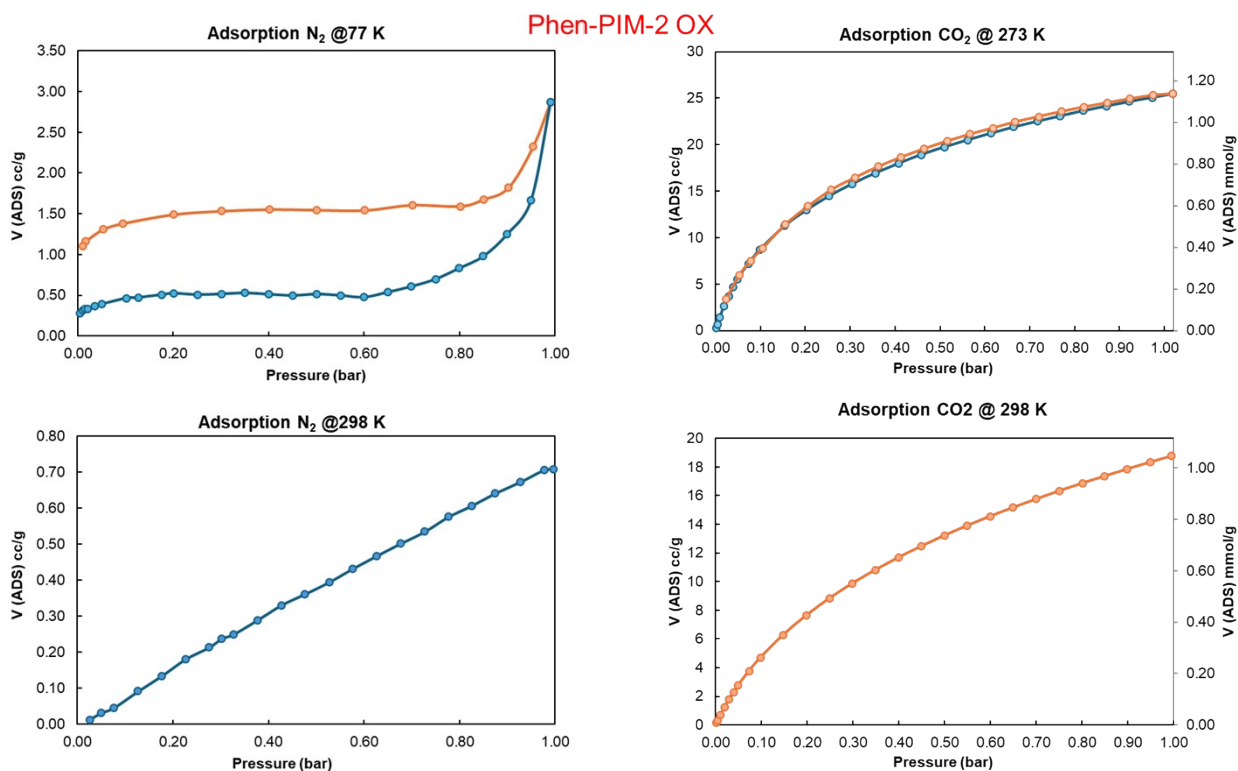 Phen-PIM-2 OX
Adsorption N₂ @77 K
V (ADS) cc/g
3.50
3.00
2.50
2.00
1.50
1.00
0.50
0.00
0.00 0.20 0.40 0.60 0.80 1.00
Pressure (bar)
Adsorption CO₂ @ 273 K
V (ADS) cc/g
30
25
20
15
10
5
0
0.00 0.10 0.20 0.30 0.40 0.50 0.60 0.70 0.80 0.90 1.00
Pressure (bar)
1.20
1.00
0.80
0.60
0.40
0.20
0.00
V (ADS) mmol/g
Adsorption N₂ @298 K
V (ADS) cc/g
0.80
0.70
0.60
0.50
0.40
0.30
0.20
0.10
0.00
0.00 0.20 0.40 0.60 0.80 1.00
Pressure (bar)
Adsorption CO2 @ 298 K
V (ADS) cc/g
20
18
16
14
12
10
8
6
4
2
0
0.00 0.10 0.20 0.30 0.40 0.50 0.60 0.70 0.80 0.90 1.00
Pressure (bar)
1.00
0.80
0.60
0.40
0.20
0.00
V (ADS) mmol/g